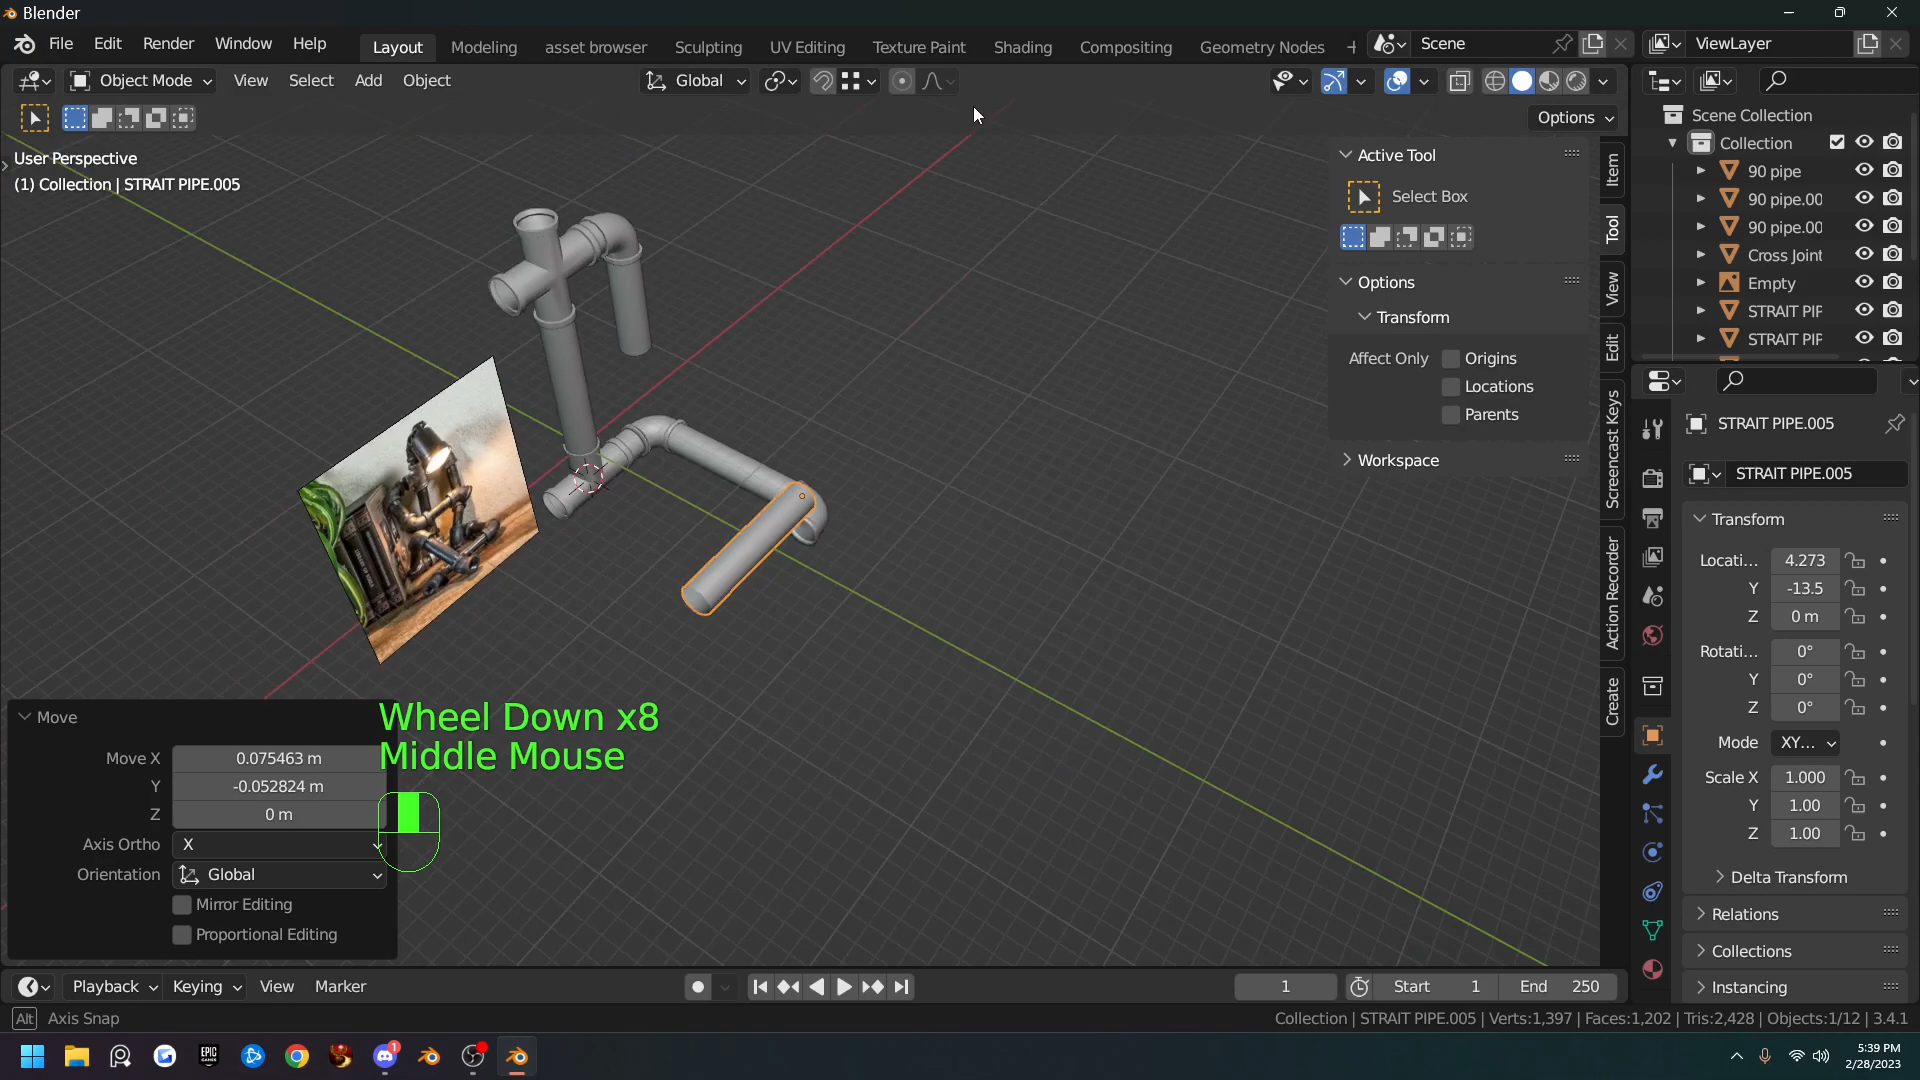 Blender
File Edit Render Window Help
Layout Modeling asset browser Sculpting UV Editing Texture Paint Shading Compositing Geometry Nodes +
Scene
ViewLayer
Object Mode View Select Add Object
Global
Options
User Perspective
(1) Collection | STRAIT PIPE.005
Active Tool
Select Box
Options
Transform
Affect Only Origins
Locations
Parents
Workspace
Item
Tool
View
Edit
Screencast Keys
Action Recorder
Create
Scene Collection
Collection
90 pipe
90 pipe.00
90 pipe.00
Cross Joint
Empty
STRAIT PIF
STRAIT PIF
STRAIT PIPE.005
STRAIT PIPE.005
Transform
Locati... 4.273
Y -13.5
Z 0 m
Rotati... 0°
Y 0°
Z 0°
Mode XY...
Scale X 1.000
Y 1.00
Z 1.00
Delta Transform
Relations
Collections
Instancing
Move
Move X 0.075463 m
Y -0.052824 m
Z 0 m
Axis Ortho X
Orientation Global
Mirror Editing
Proportional Editing
Wheel Down x8
Middle Mouse
Playback Keying View Marker
1
Start 1
End 250
Alt Axis Snap
Collection | STRAIT PIPE.005 | Verts:1,397 | Faces:1,202 | Tris:2,428 | Objects:1/12 | 3.4.1
EPIC
GAMES
1
5:39 PM
2/28/2023